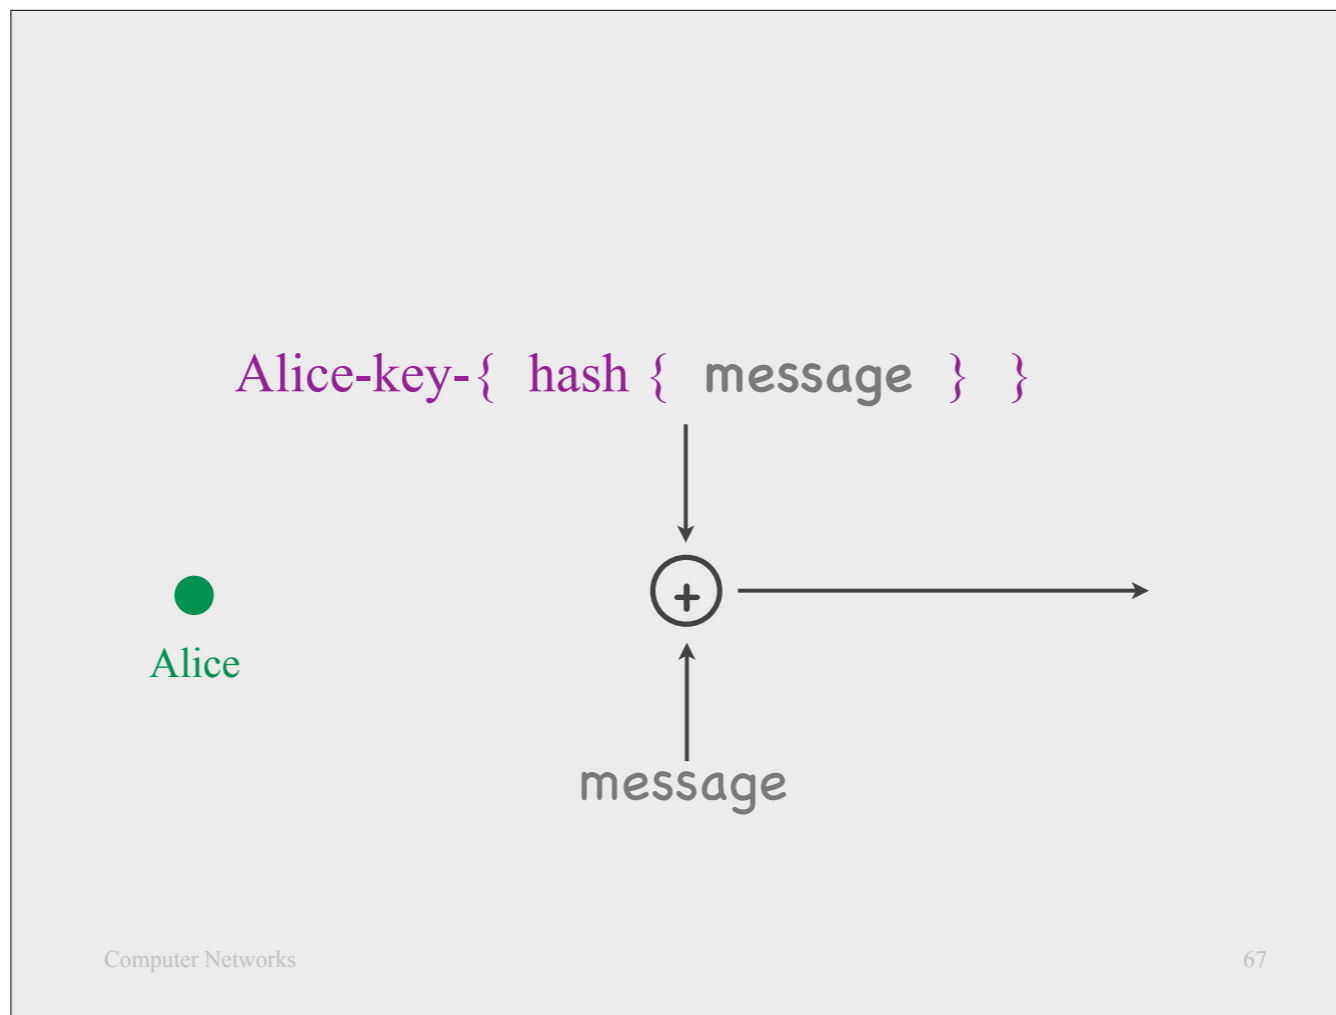 Alice-key-{ hash { message } }
+
Alice
message
Computer Networks
67